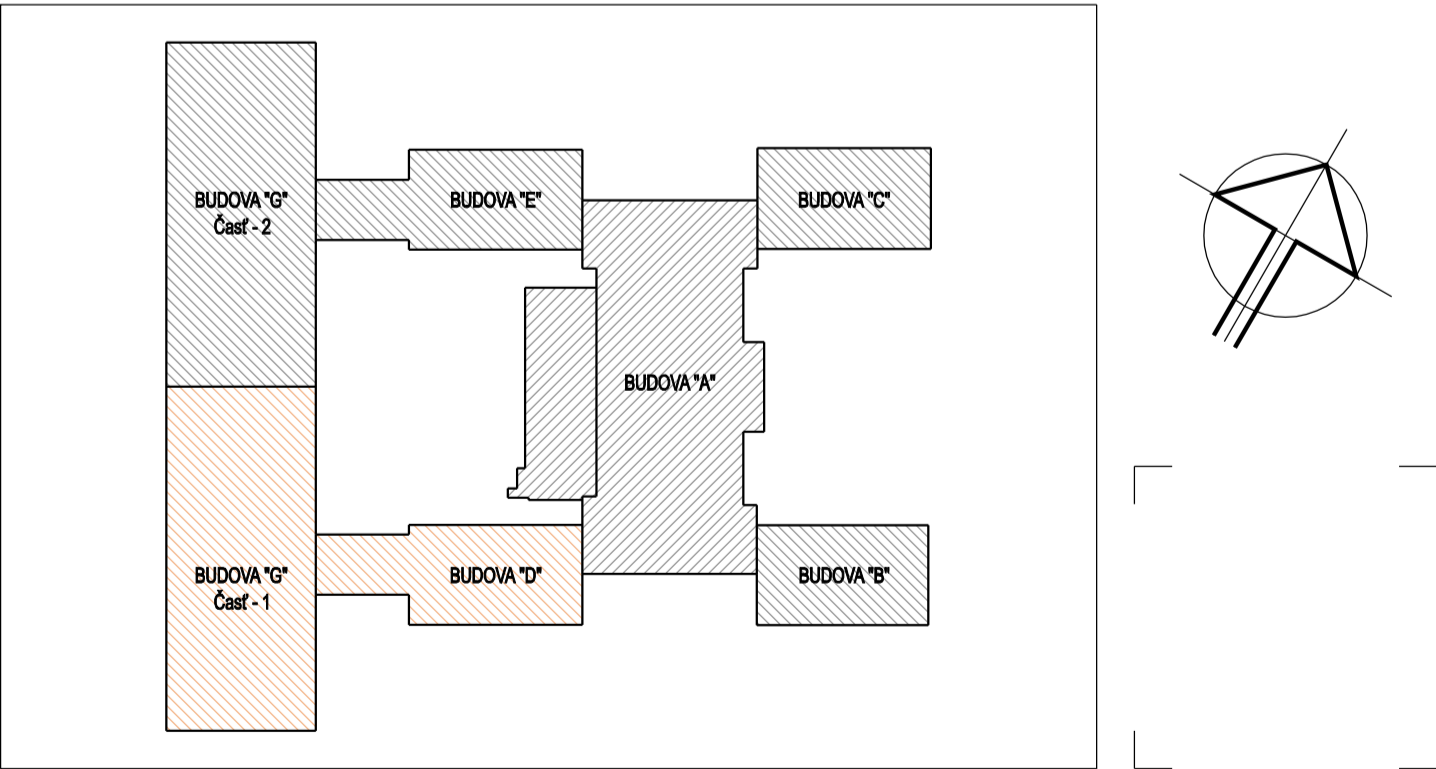 BUDOVA "G"
Časť - 2
BUDOVA "E"
BUDOVA "C"
BUDOVA "A"
BUDOVA "G"
Časť - 1
BUDOVA "D"
BUDOVA "B"